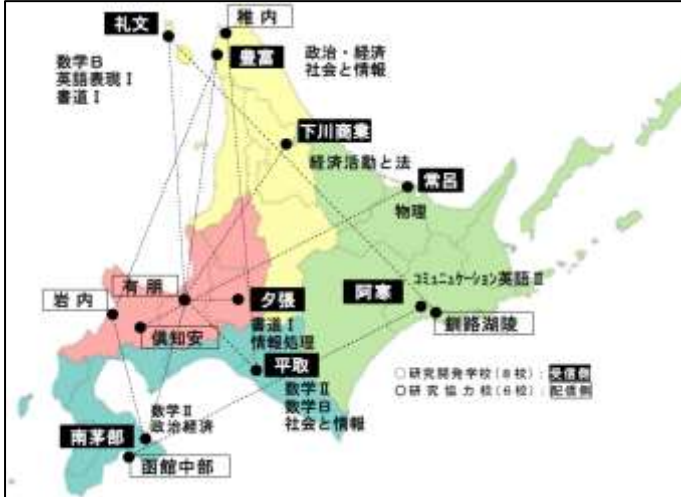 礼文
稚内
豊富
数学B
英語表現Ⅰ
書道Ⅰ
政治・経済
社会と情報
下川商業
経済活動と法
常呂
物理
有朋
岩内
夕張
倶知安
書道Ⅰ
情報処理
平取
数学Ⅱ
数学B
社会と情報
阿寒
コミュニケーション英語Ⅱ
釧路湖陵
○研究開発学校(8校):受信側
○研究協力校(6校):配信側
数学Ⅱ
政治経済
南茅部
函館中部